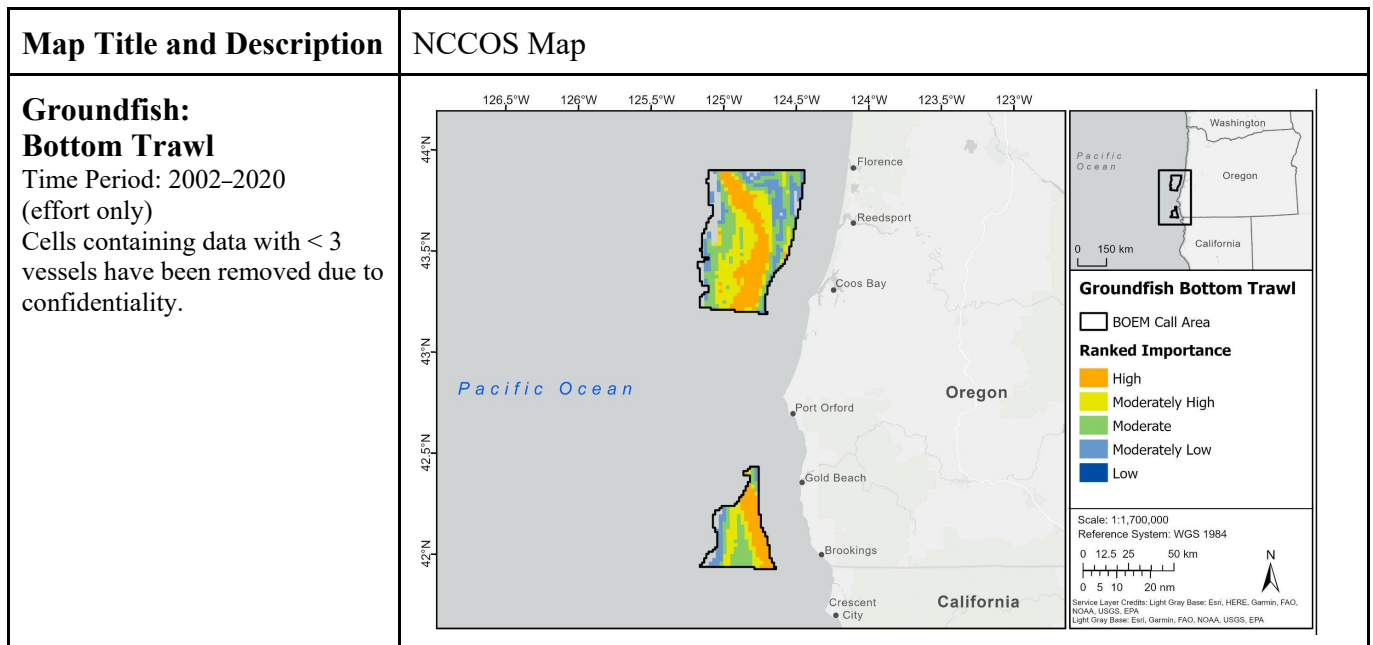 Map Title and Description
NCCOS Map
Groundfish:
Bottom Trawl
Time Period: 2002–2020
(effort only)
Cells containing data with < 3
vessels have been removed due to
confidentiality.
126.5°W 126°W 125.5°W 125°W 124.5°W 124°W 123.5°W 123°W
44°N
43.5°N
43°N
42.5°N
42°N
Florence
Reedsport
Coos Bay
Port Orford
Gold Beach
Brookings
Crescent
City
Pacific Ocean
Oregon
California
Washington
Pacific
Ocean
Oregon
California
0 150 km
Groundfish Bottom Trawl
BOEM Call Area
Ranked Importance
High
Moderately High
Moderate
Moderately Low
Low
Scale: 1:1,700,000
Reference System: WGS 1984
0 12.5 25 50 km
0 5 10 20 nm
N
Service Layer Credits: Light Gray Base: Esri, HERE, Garmin, FAO,
NOAA, USGS, EPA
Light Gray Base: Esri, Garmin, FAO, NOAA, USGS, EPA